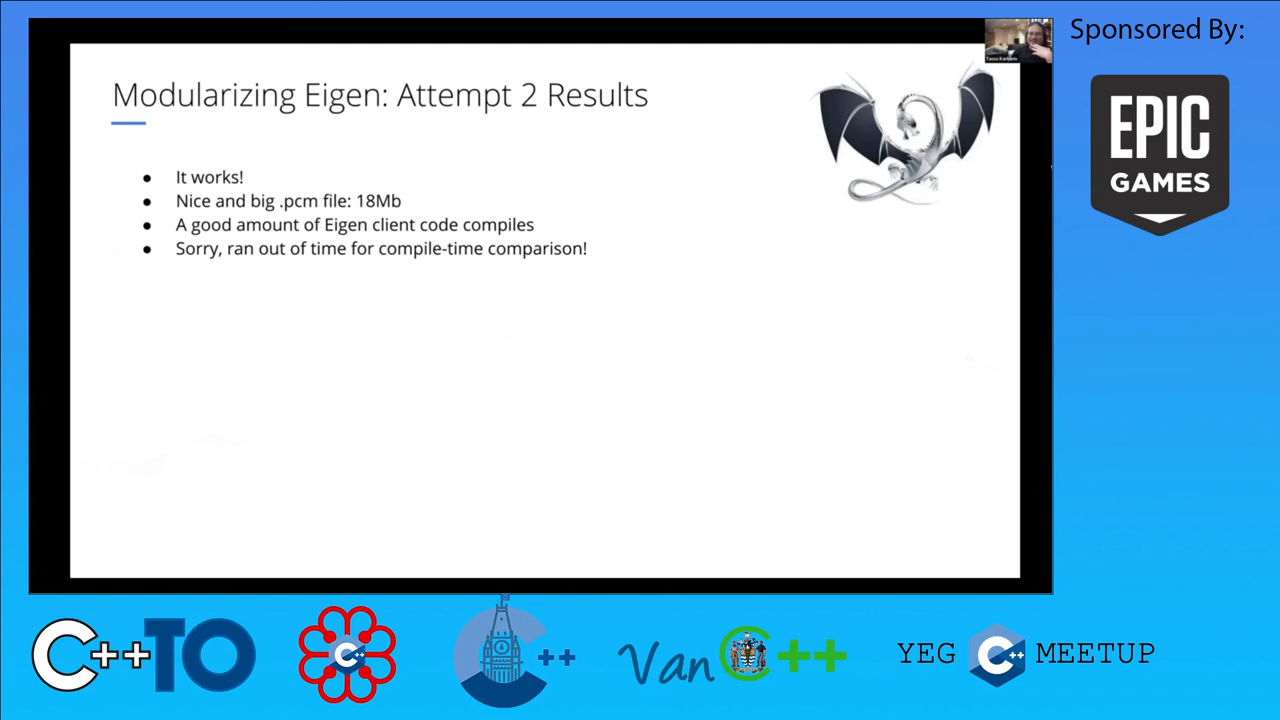 Sponsored By:
Modularizing Eigen: Attempt 2 Results
● It works!
● Nice and big .pcm file: 18Mb
● A good amount of Eigen client code compiles
● Sorry, ran out of time for compile-time comparison!
EPIC
GAMES
C++TO
C++
C++
Van C++
YEG C++ MEETUP